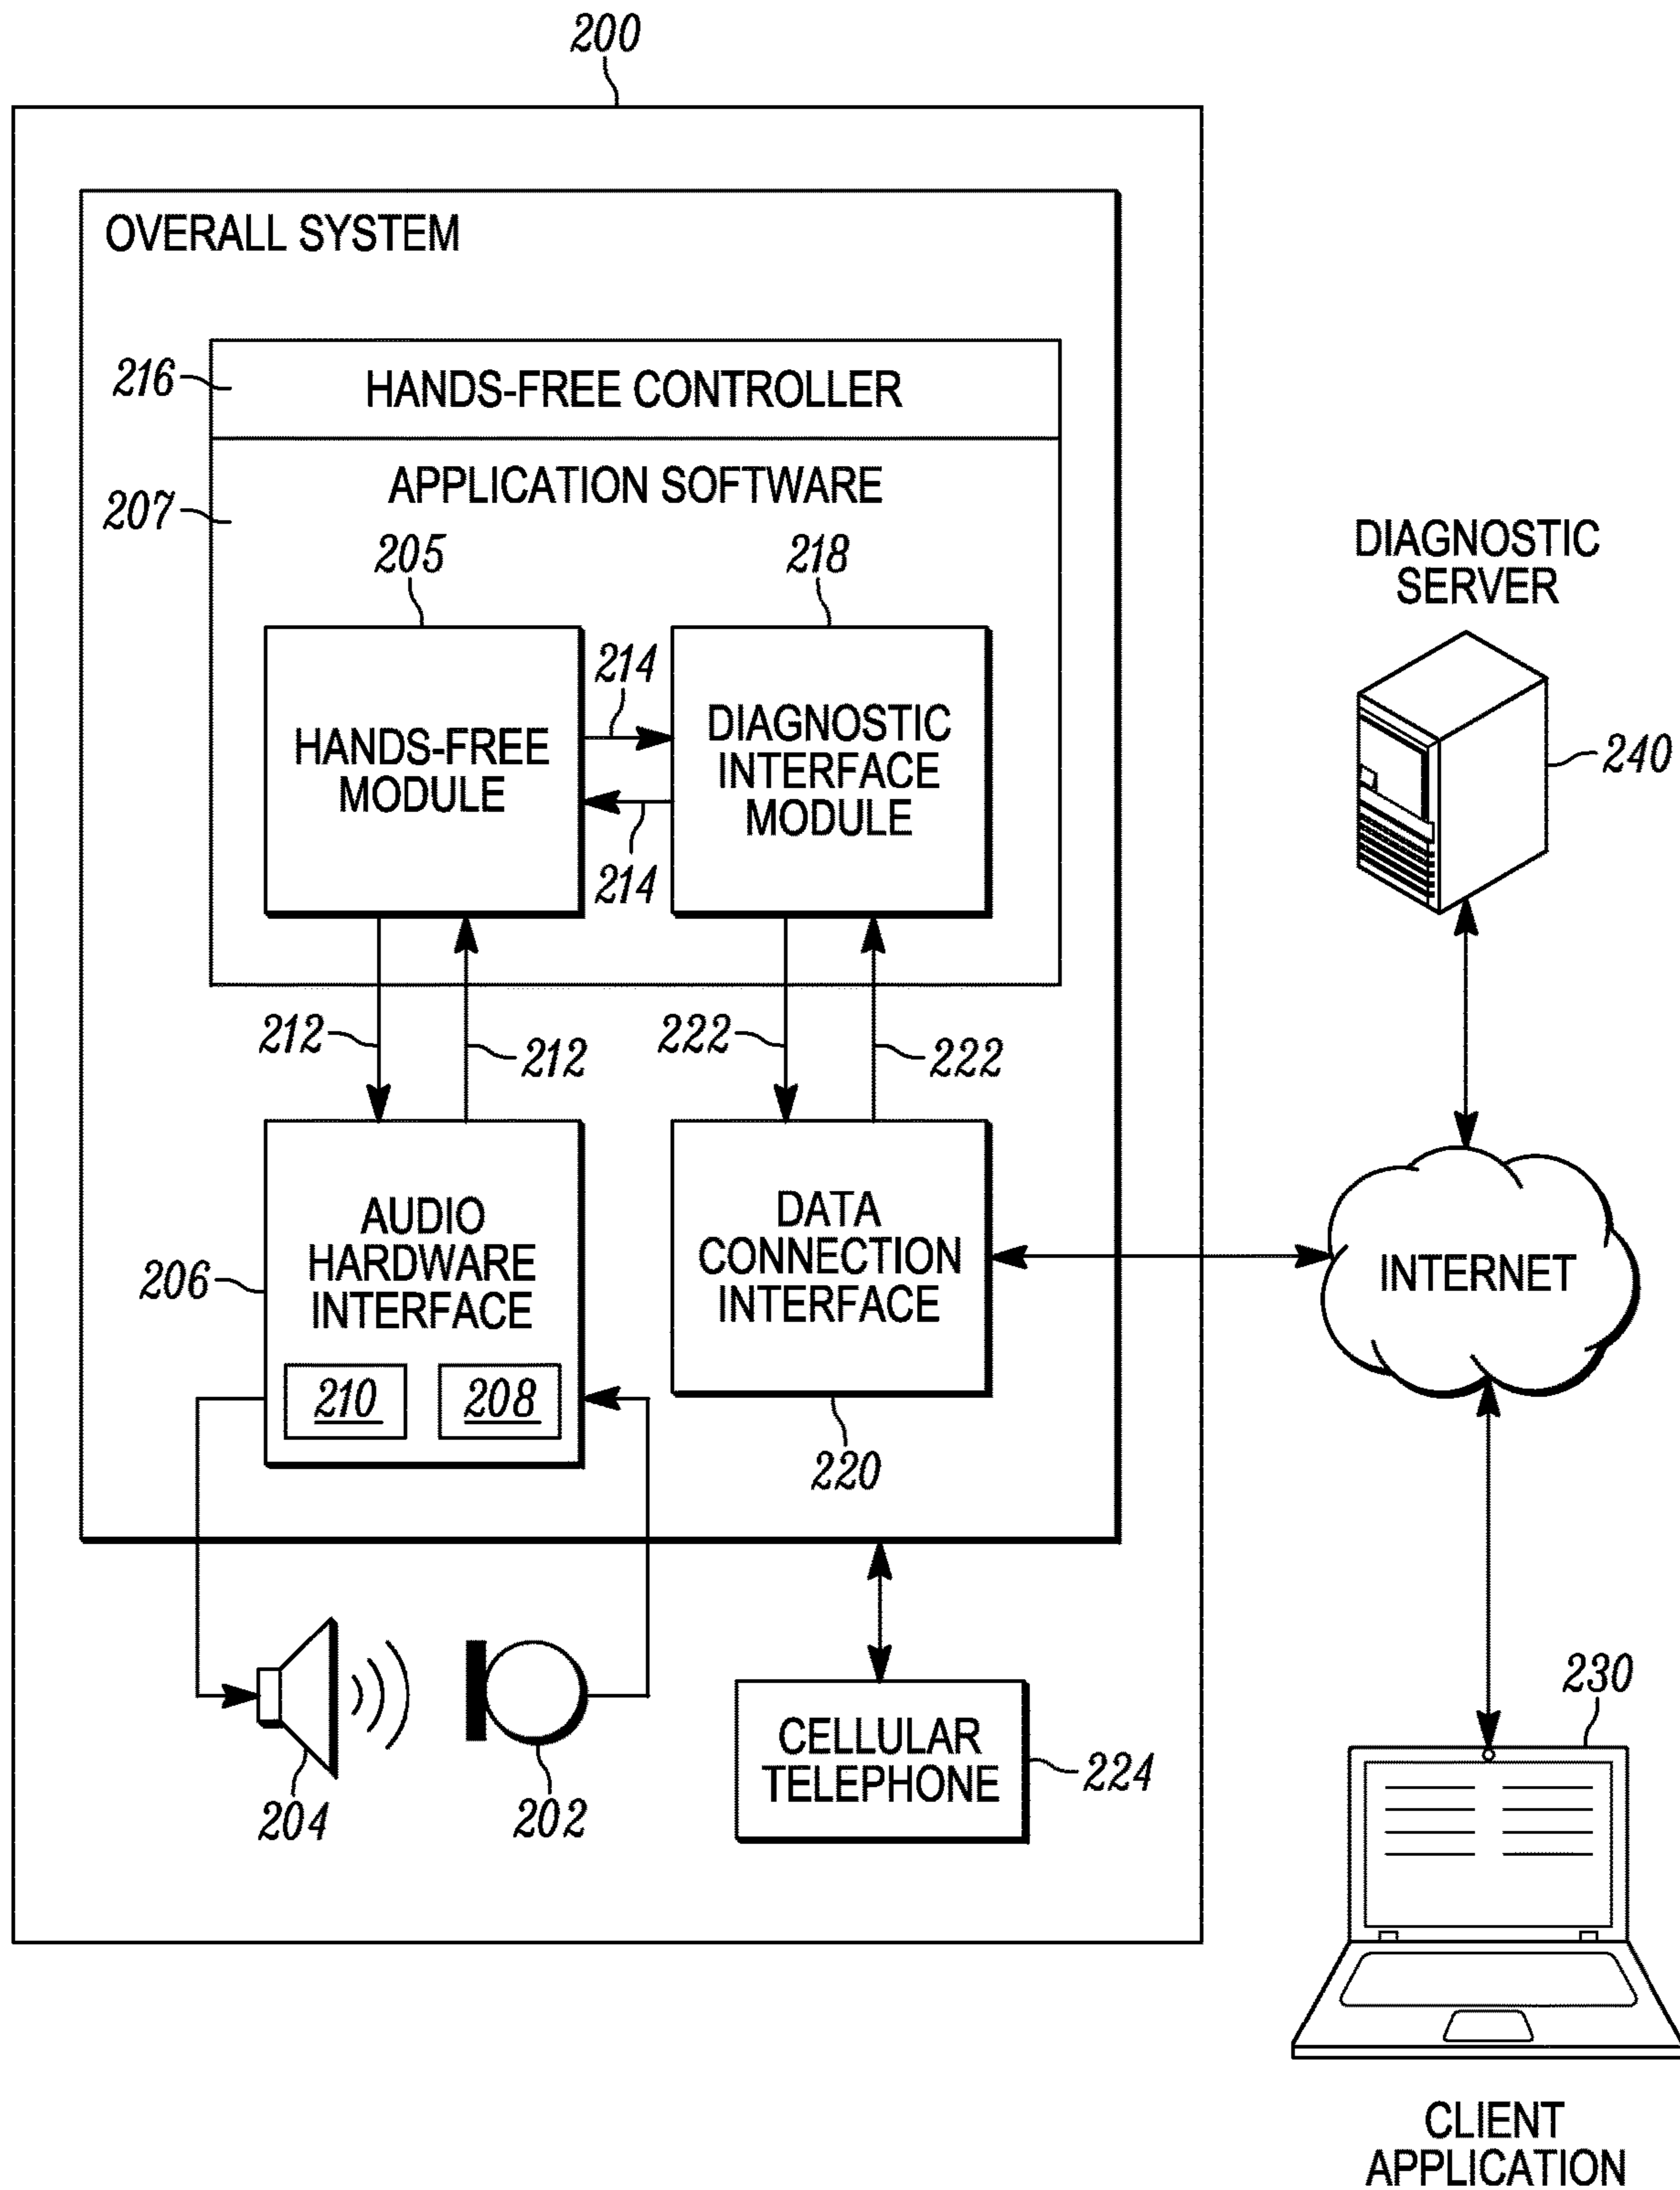 200
OVERALL SYSTEM
216
HANDS-FREE CONTROLLER
APPLICATION SOFTWARE
207
205
218
214
HANDS-FREE
MODULE
DIAGNOSTIC
INTERFACE
MODULE
214
DIAGNOSTIC
SERVER
240
212
212
222
222
AUDIO
HARDWARE
INTERFACE
206
DATA
CONNECTION
INTERFACE
INTERNET
210
208
220
204
202
CELLULAR
TELEPHONE
224
230
CLIENT
APPLICATION